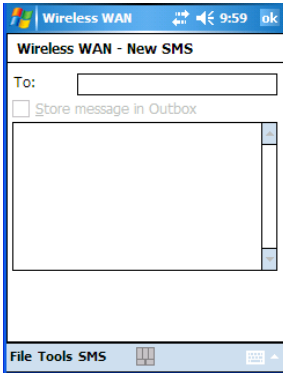 Wireless WAN 9:59 ok
Wireless WAN - New SMS
To:
Store message in Outbox
File Tools SMS